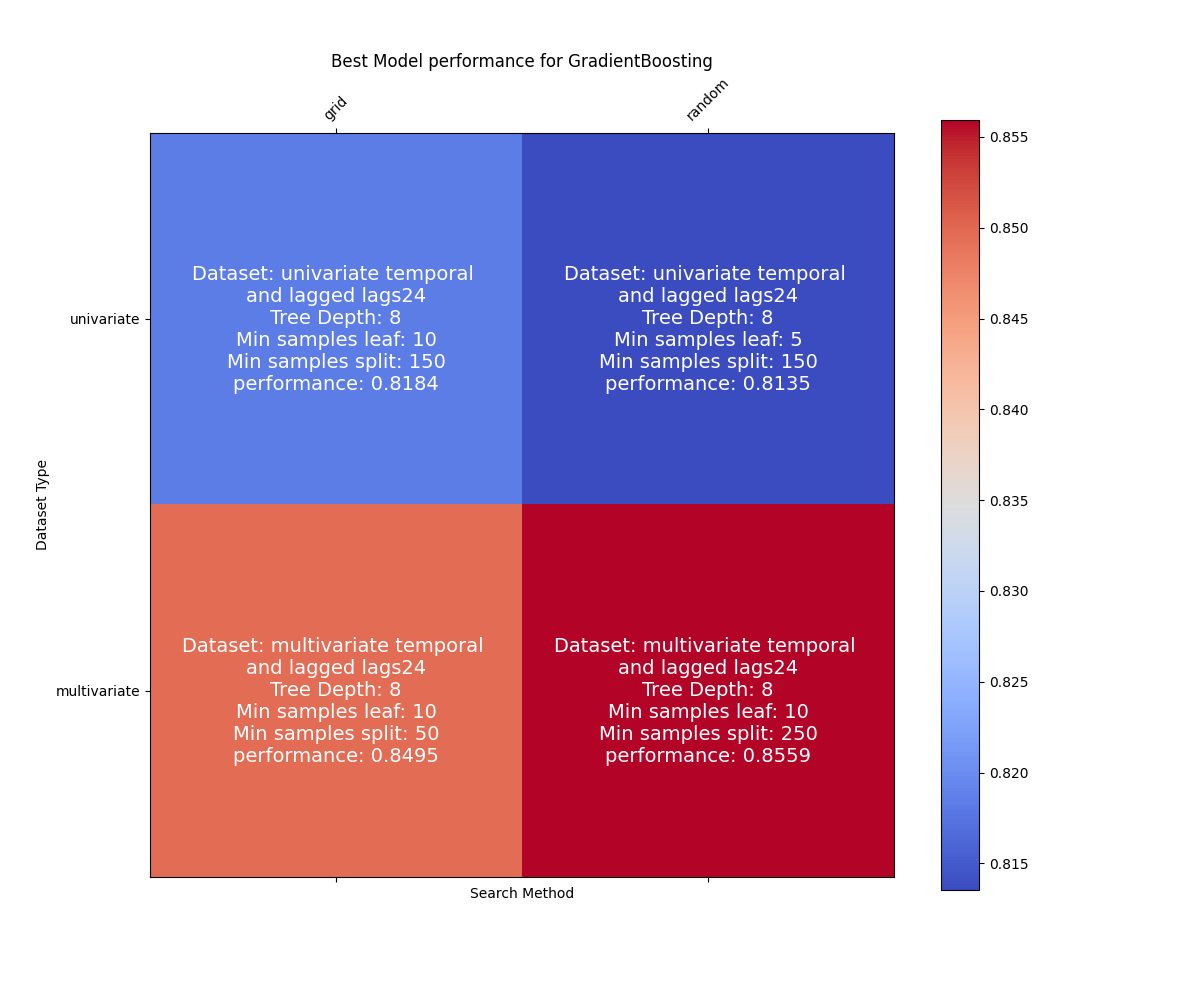 Best Model performance for GradientBoosting
grid
random
univariate
multivariate
Dataset Type
Search Method
Dataset: univariate temporal
and lagged lags24
Tree Depth: 8
Min samples leaf: 10
Min samples split: 150
performance: 0.8184
Dataset: univariate temporal
and lagged lags24
Tree Depth: 8
Min samples leaf: 5
Min samples split: 150
performance: 0.8135
Dataset: multivariate temporal
and lagged lags24
Tree Depth: 8
Min samples leaf: 10
Min samples split: 50
performance: 0.8495
Dataset: multivariate temporal
and lagged lags24
Tree Depth: 8
Min samples leaf: 10
Min samples split: 250
performance: 0.8559
0.855
0.850
0.845
0.840
0.835
0.830
0.825
0.820
0.815